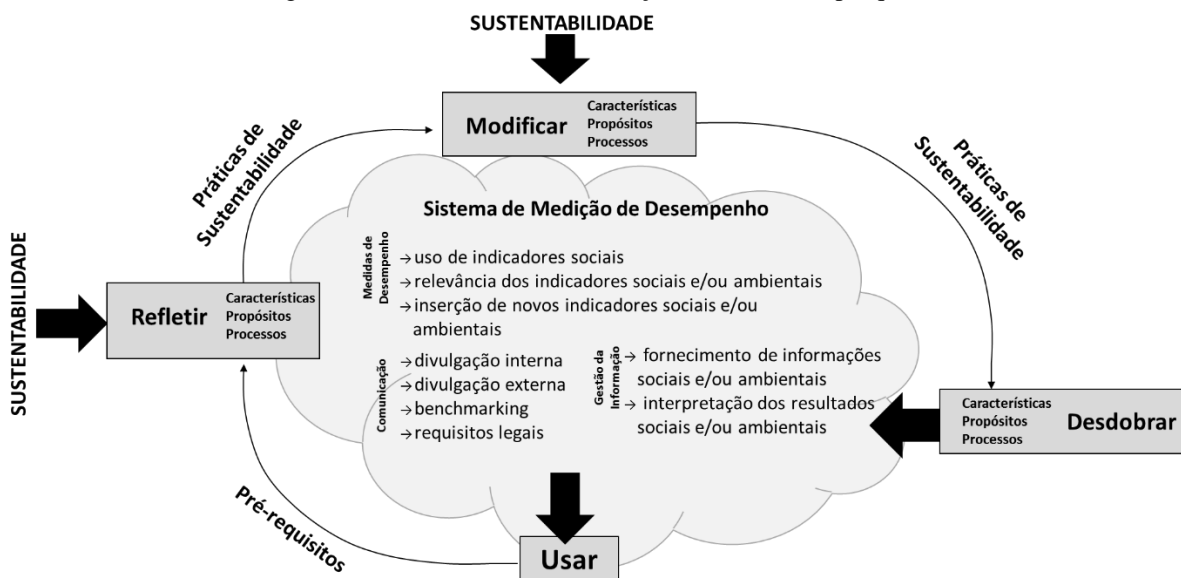 SUSTENTABILIDADE
Modificar
Características
Propósitos
Processos
Práticas de
Sustentabilidade
Práticas de
Sustentabilidade
Sistema de Medição de Desempenho
Medidas de
Desempenho
→ uso de indicadores sociais
→ relevância dos indicadores sociais e/ou ambientais
→ inserção de novos indicadores sociais e/ou
ambientais
SUSTENTABILIDADE
Refletir
Características
Propósitos
Processos
Comunicação
→ divulgação interna
→ divulgação externa
→ benchmarking
→ requisitos legais
Gestão da
Informação
→ fornecimento de informações
sociais e/ou ambientais
→ interpretação dos resultados
sociais e/ou ambientais
Características
Propósitos
Processos
Desdobrar
Pré-requisitos
Usar